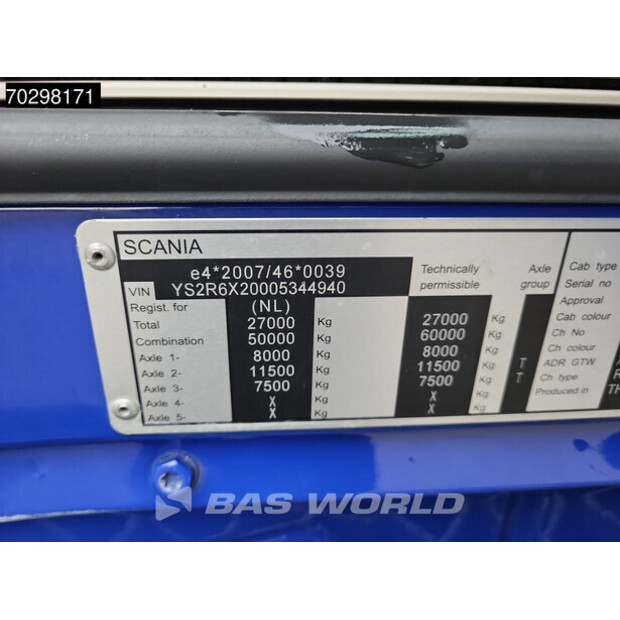 70298171
SCANIA
e4*2007/46*0039
VIN YS2R6X20005344940
Technically permissible
Axle group
Regist. for (NL)
Total 27000 Kg 27000 Kg
Combination 50000 Kg 60000 Kg
Axle 1- 8000 Kg 8000 Kg
Axle 2- 11500 Kg 11500 Kg T
Axle 3- 7500 Kg 7500 Kg T
Axle 4- X Kg X Kg
Axle 5- X Kg X Kg
Cab type
Serial no
Approval
Cab colour
Ch No
Ch colour
ADR GTW
Ch type
Produced in
BAS WORLD